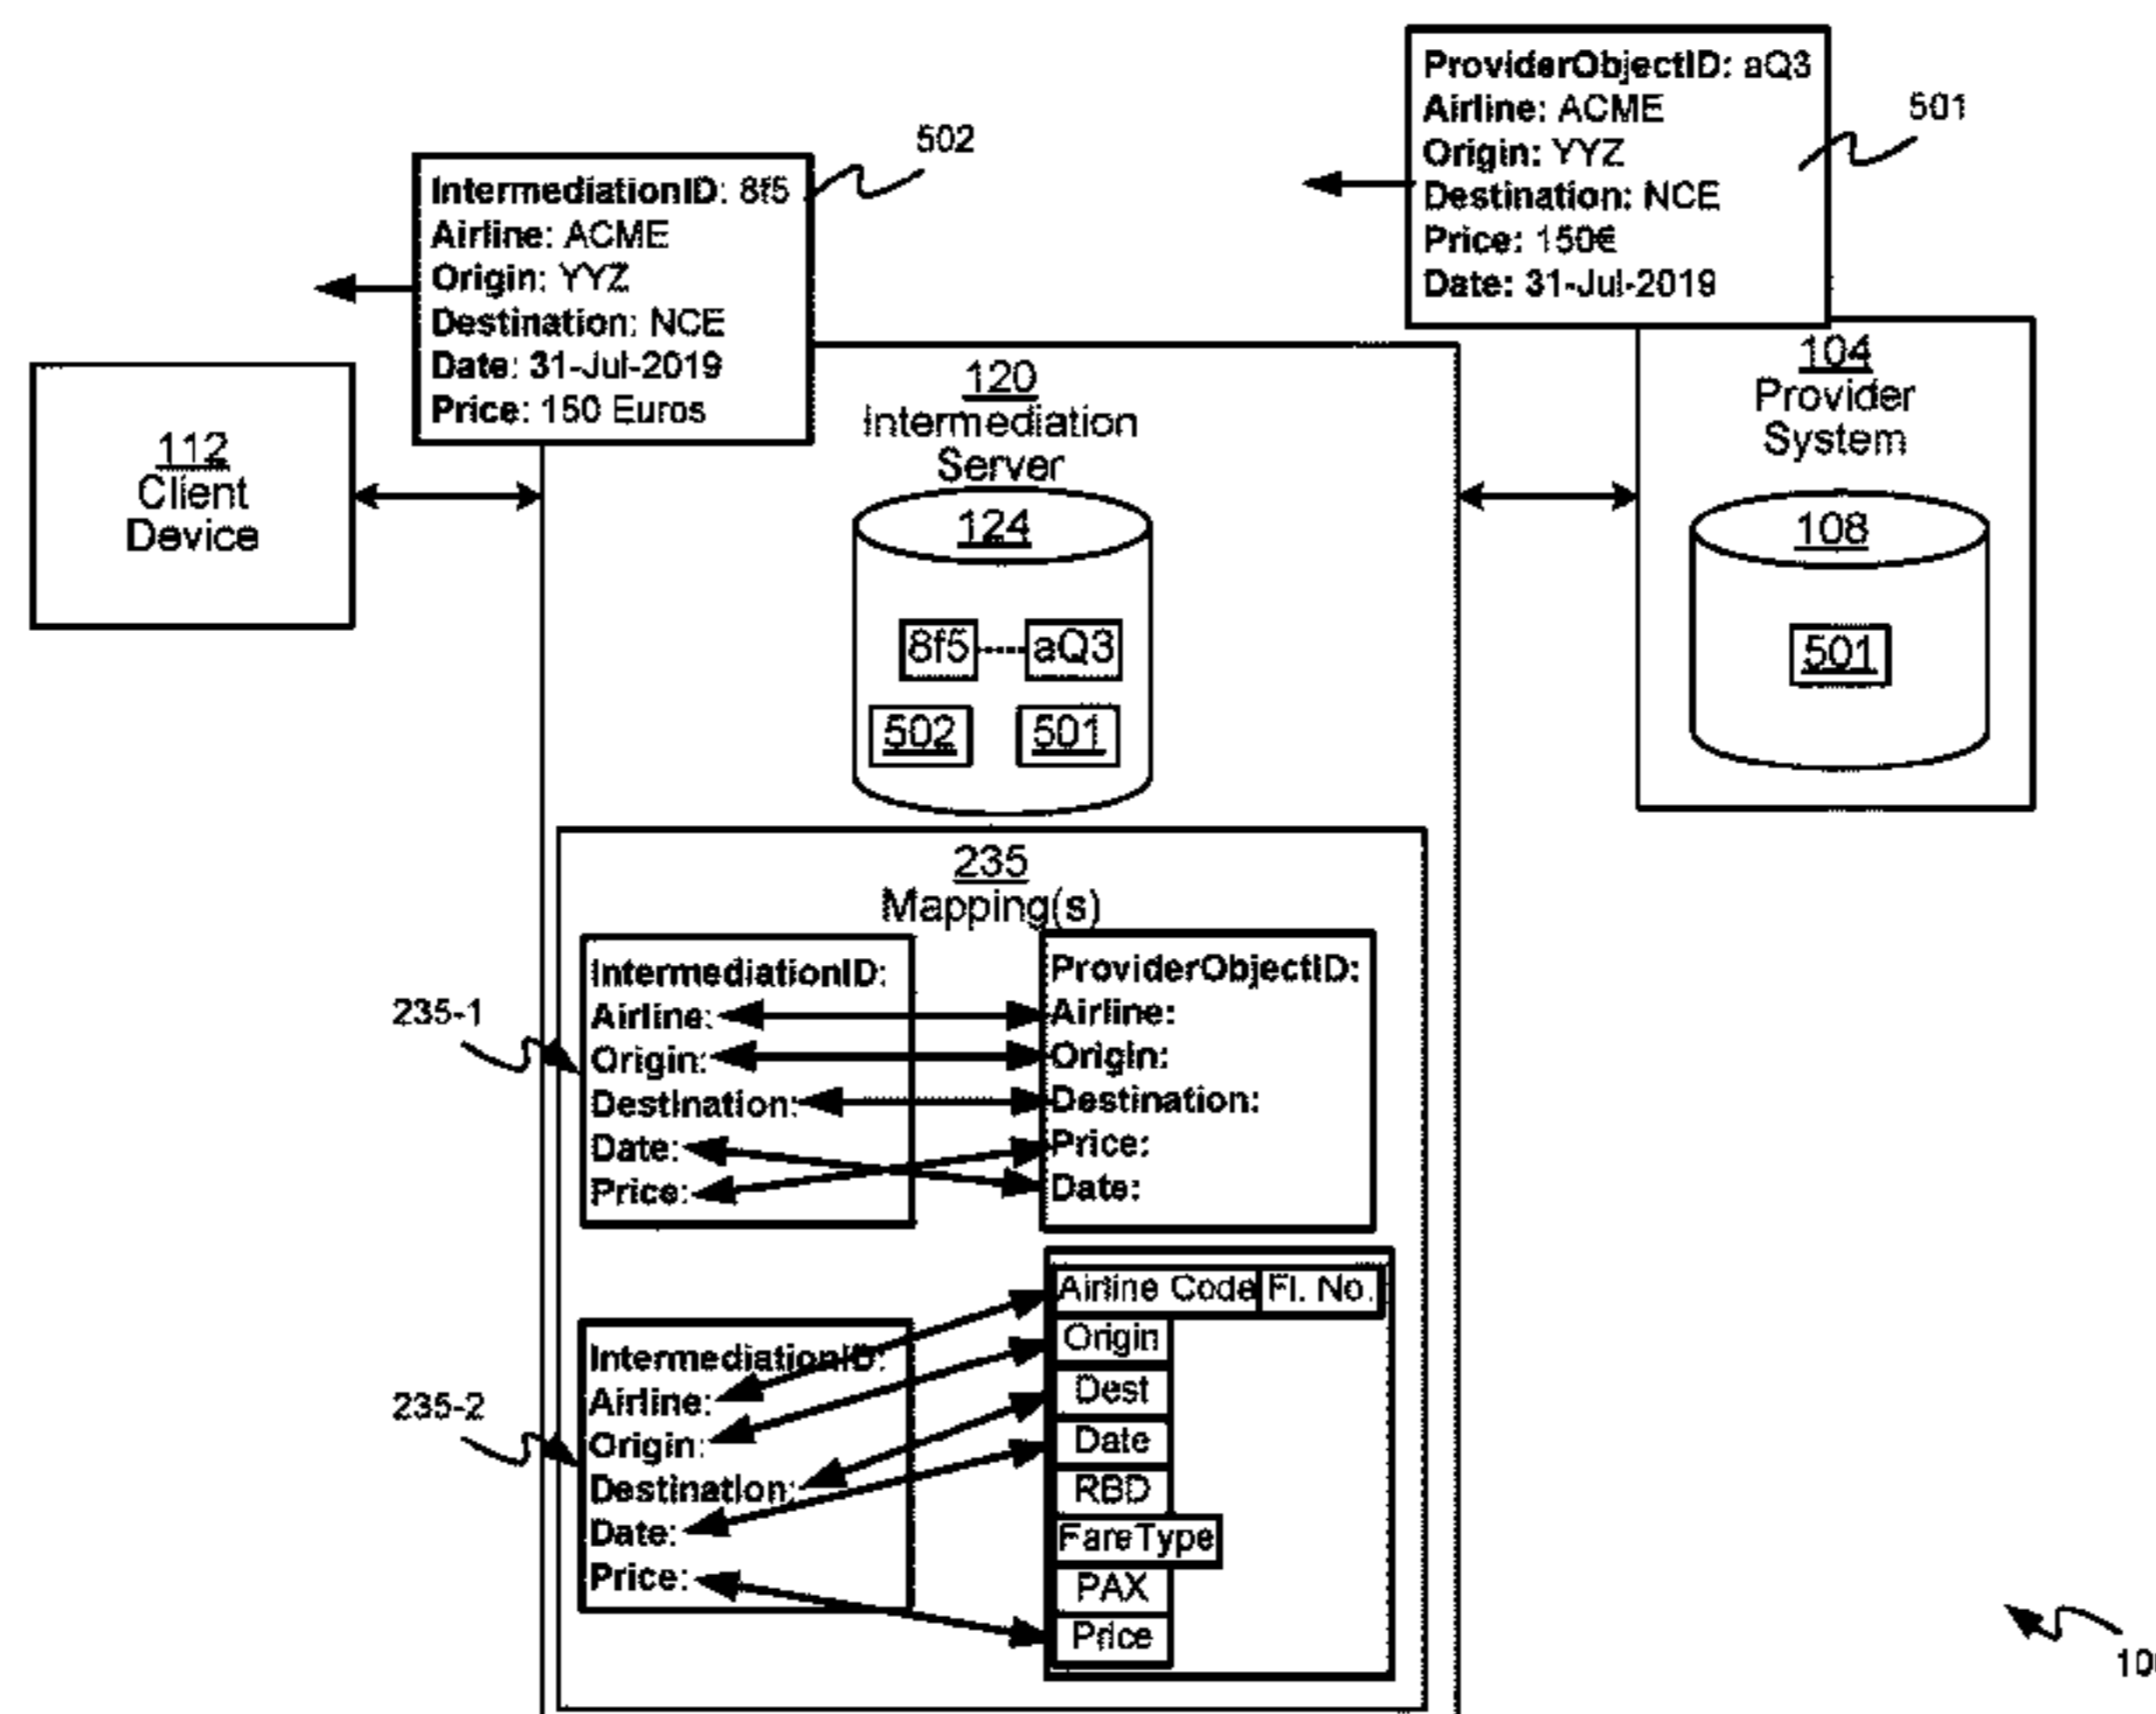 ProviderObjectID: aQ3
Airline: ACME
Origin: YYZ
Destination: NCE
Price: 150€
Date: 31-Jul-2019
501
502
IntermediationID: 8f5
Airline: ACME
Origin: YYZ
Destination: NCE
Date: 31-Jul-2019
Price: 150 Euros
112
Client
Device
120
Intermediation
Server
124
8f5
aQ3
502
501
104
Provider
System
108
501
235
Mapping(s)
235-1
IntermediationID:
Airline:
Origin:
Destination:
Date:
Price:
ProviderObjectID:
Airline:
Origin:
Destination:
Price:
Date:
235-2
IntermediationID:
Airline:
Origin:
Destination:
Date:
Price:
Airline Code Fl. No.
Origin
Dest
Date
RBD
FareType
PAX
Price